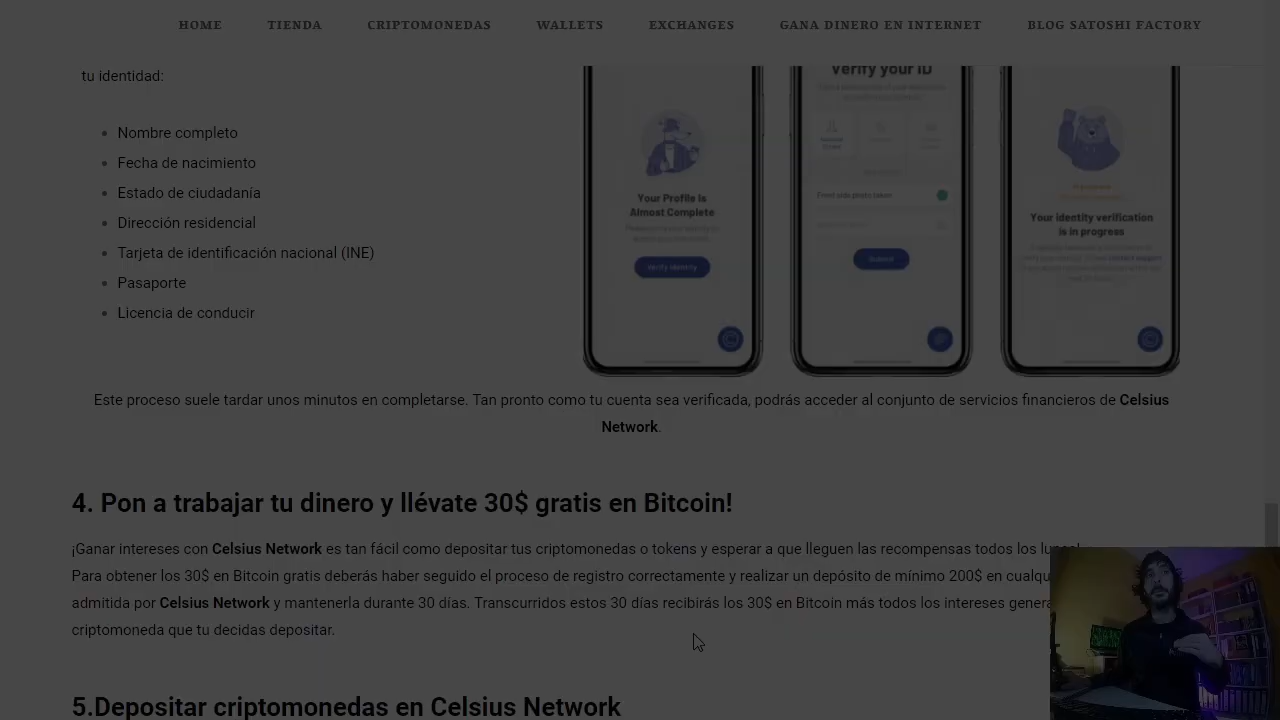 HOME TIENDA CRIPTOMONEDAS WALLETS EXCHANGES GANA DINERO EN INTERNET BLOG SATOSHI FACTORY
tu identidad:
Nombre completo
Fecha de nacimiento
Estado de ciudadanía
Dirección residencial
Tarjeta de identificación nacional (INE)
Pasaporte
Licencia de conducir
Your Profile Is
Almost Complete
Verify Identity
Verify your ID
Front side photo taken
Submit
Your identity verification
is in progress
Este proceso suele tardar unos minutos en completarse. Tan pronto como tu cuenta sea verificada, podrás acceder al conjunto de servicios financieros de Celsius
Network.
4. Pon a trabajar tu dinero y llévate 30$ gratis en Bitcoin!
¡Ganar intereses con Celsius Network es tan fácil como depositar tus criptomonedas o tokens y esperar a que lleguen las recompensas todos los lunes!
Para obtener los 30$ en Bitcoin gratis deberás haber seguido el proceso de registro correctamente y realizar un depósito de mínimo 200$ en cualqu
admitida por Celsius Network y mantenerla durante 30 días. Transcurridos estos 30 días recibirás los 30$ en Bitcoin más todos los intereses genera
criptomoneda que tu decidas depositar.
5.Depositar criptomonedas en Celsius Network